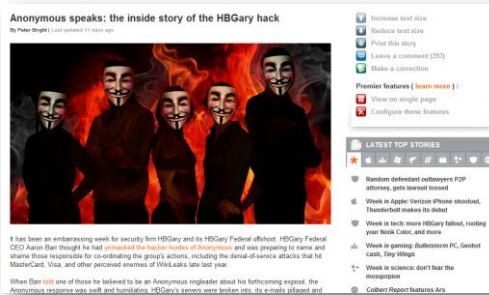 Anonymous speaks: the inside story of the HBGary hack
By Peter Bright | Last updated 11 days ago
It has been an embarrassing week for security firm HBGary and its HBGary Federal offshoot. HBGary Federal
CEO Aaron Barr thought he had unmasked the hacker hordes of Anonymous and was preparing to name and
shame those responsible for co-ordinating the group's actions, including the denial-of-service attacks that hit
MasterCard, Visa, and other perceived enemies of WikiLeaks late last year.
When Barr told one of those he believed to be an Anonymous ringleader about his forthcoming exposé, the
Anonymous response was swift and humiliating. HBGary's servers were broken into, its e-mails pillaged and
Increase text size
Reduce text size
Print this story
Leave a comment (293)
Make a correction
Premier features ( learn more ) :
View on single page
Configure these features
LATEST TOP STORIES
Random defendant outlawyers P2P
attorney, gets lawsuit tossed
Week in Apple: Verizon iPhone shootout,
Thunderbolt makes its debut
Week in tech: more HBGary fallout, rooting
your Nook Color, and more
Week in gaming: Bulletstorm PC, Geohot
cash, Tiny Wings
Week in science: don't fear the
mosqorpion
Colbert Report features Ars